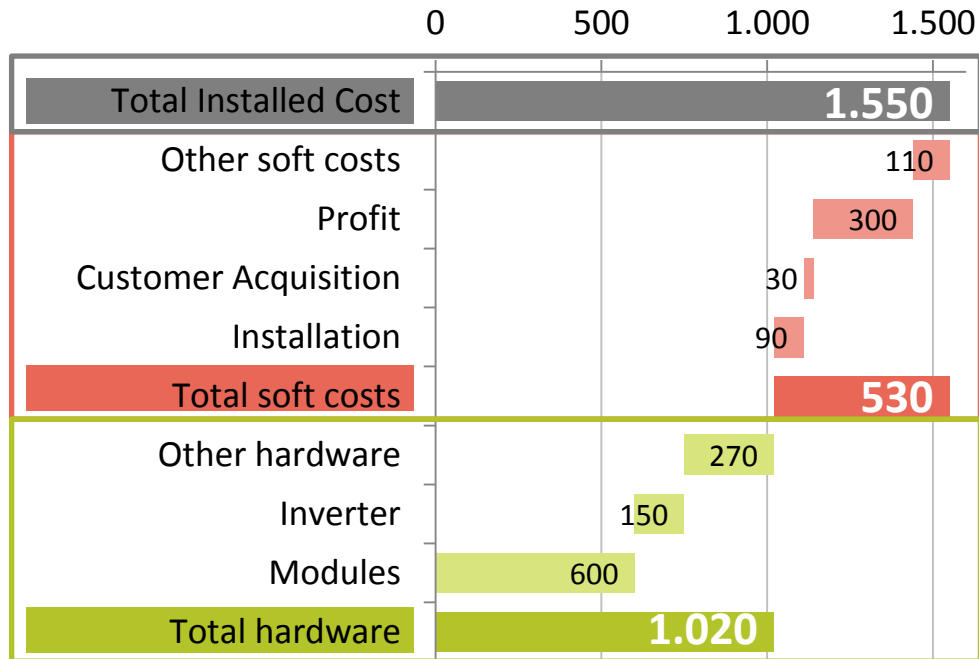 0 500 1.000 1.500
Total Installed Cost 1.550
Other soft costs 110
Profit 300
Customer Acquisition 30
Installation 90
Total soft costs 530
Other hardware 270
Inverter 150
Modules 600
Total hardware 1.020